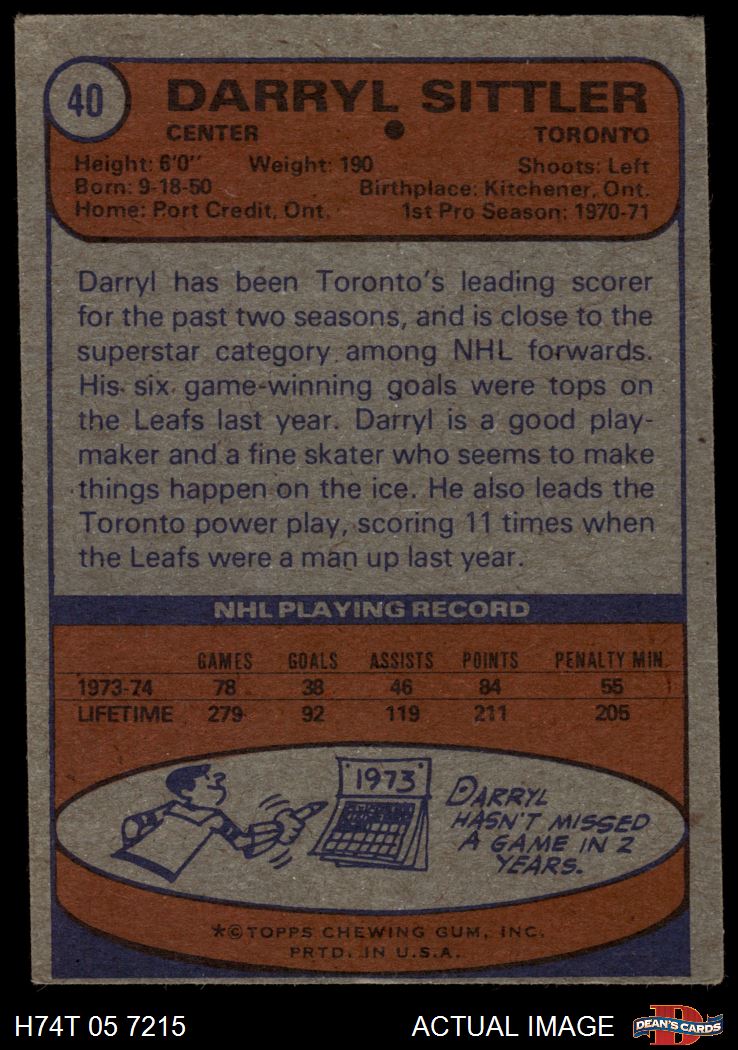 40
DARRYL SITTLER
CENTER • TORONTO
Height: 6'0" Weight: 190 Shoots: Left
Born: 9-18-50 Birthplace: Kitchener, Ont.
Home: Port Credit, Ont. 1st Pro Season: 1970-71
Darryl has been Toronto's leading scorer
for the past two seasons, and is close to the
superstar category among NHL forwards.
His six game-winning goals were tops on
the Leafs last year. Darryl is a good play-
maker and a fine skater who seems to make
things happen on the ice. He also leads the
Toronto power play, scoring 11 times when
the Leafs were a man up last year.
NHL PLAYING RECORD
GAMES GOALS ASSISTS POINTS PENALTY MIN.
1973-74 78 38 46 84 55
LIFETIME 279 92 119 211 205
1973
DARRYL
HASN'T MISSED
A GAME IN 2
YEARS.
*©TOPPS CHEWING GUM, INC.
PRTD. IN U.S.A.
H74T 05 7215 ACTUAL IMAGE
D
DEAN'S CARDS